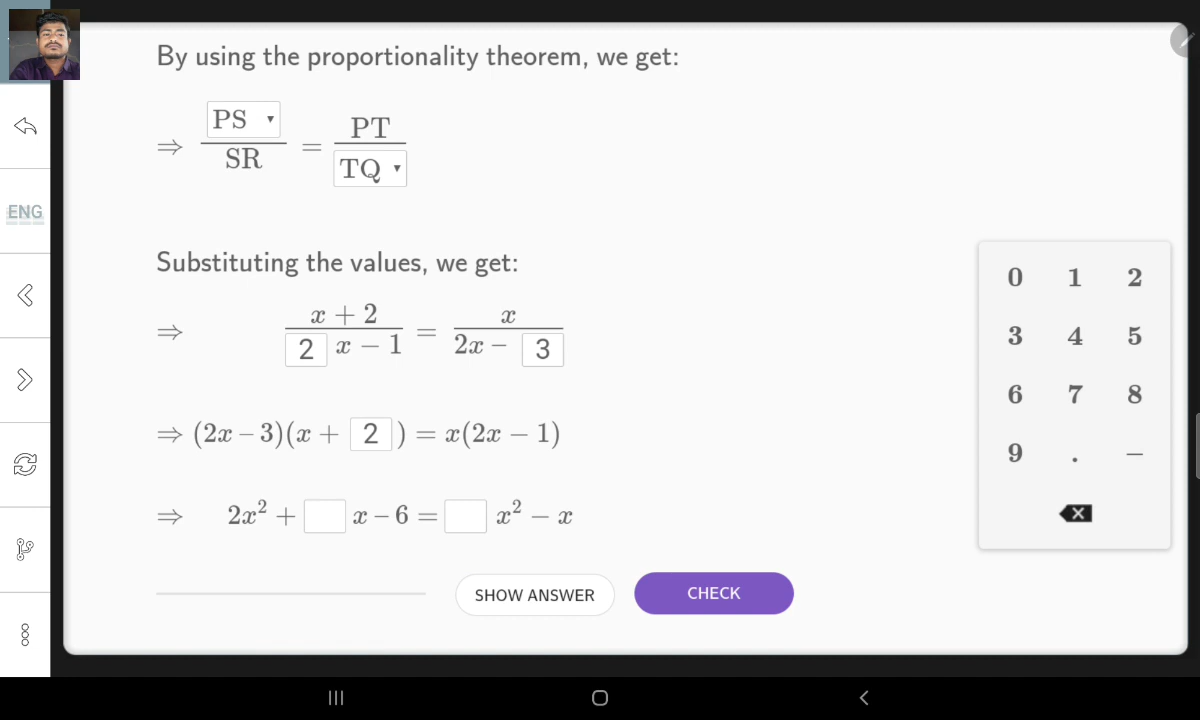 By using the proportionality theorem, we get:
⇒ PS/SR = PT/TQ
ENG
Substituting the values, we get:
⇒ (x + 2)/(2x − 1) = x/(2x − 3)
⇒ (2x − 3)(x + 2) = x(2x − 1)
⇒ 2x² + x − 6 = x² − x
SHOW ANSWER CHECK
0 1 2
3 4 5
6 7 8
9 . −